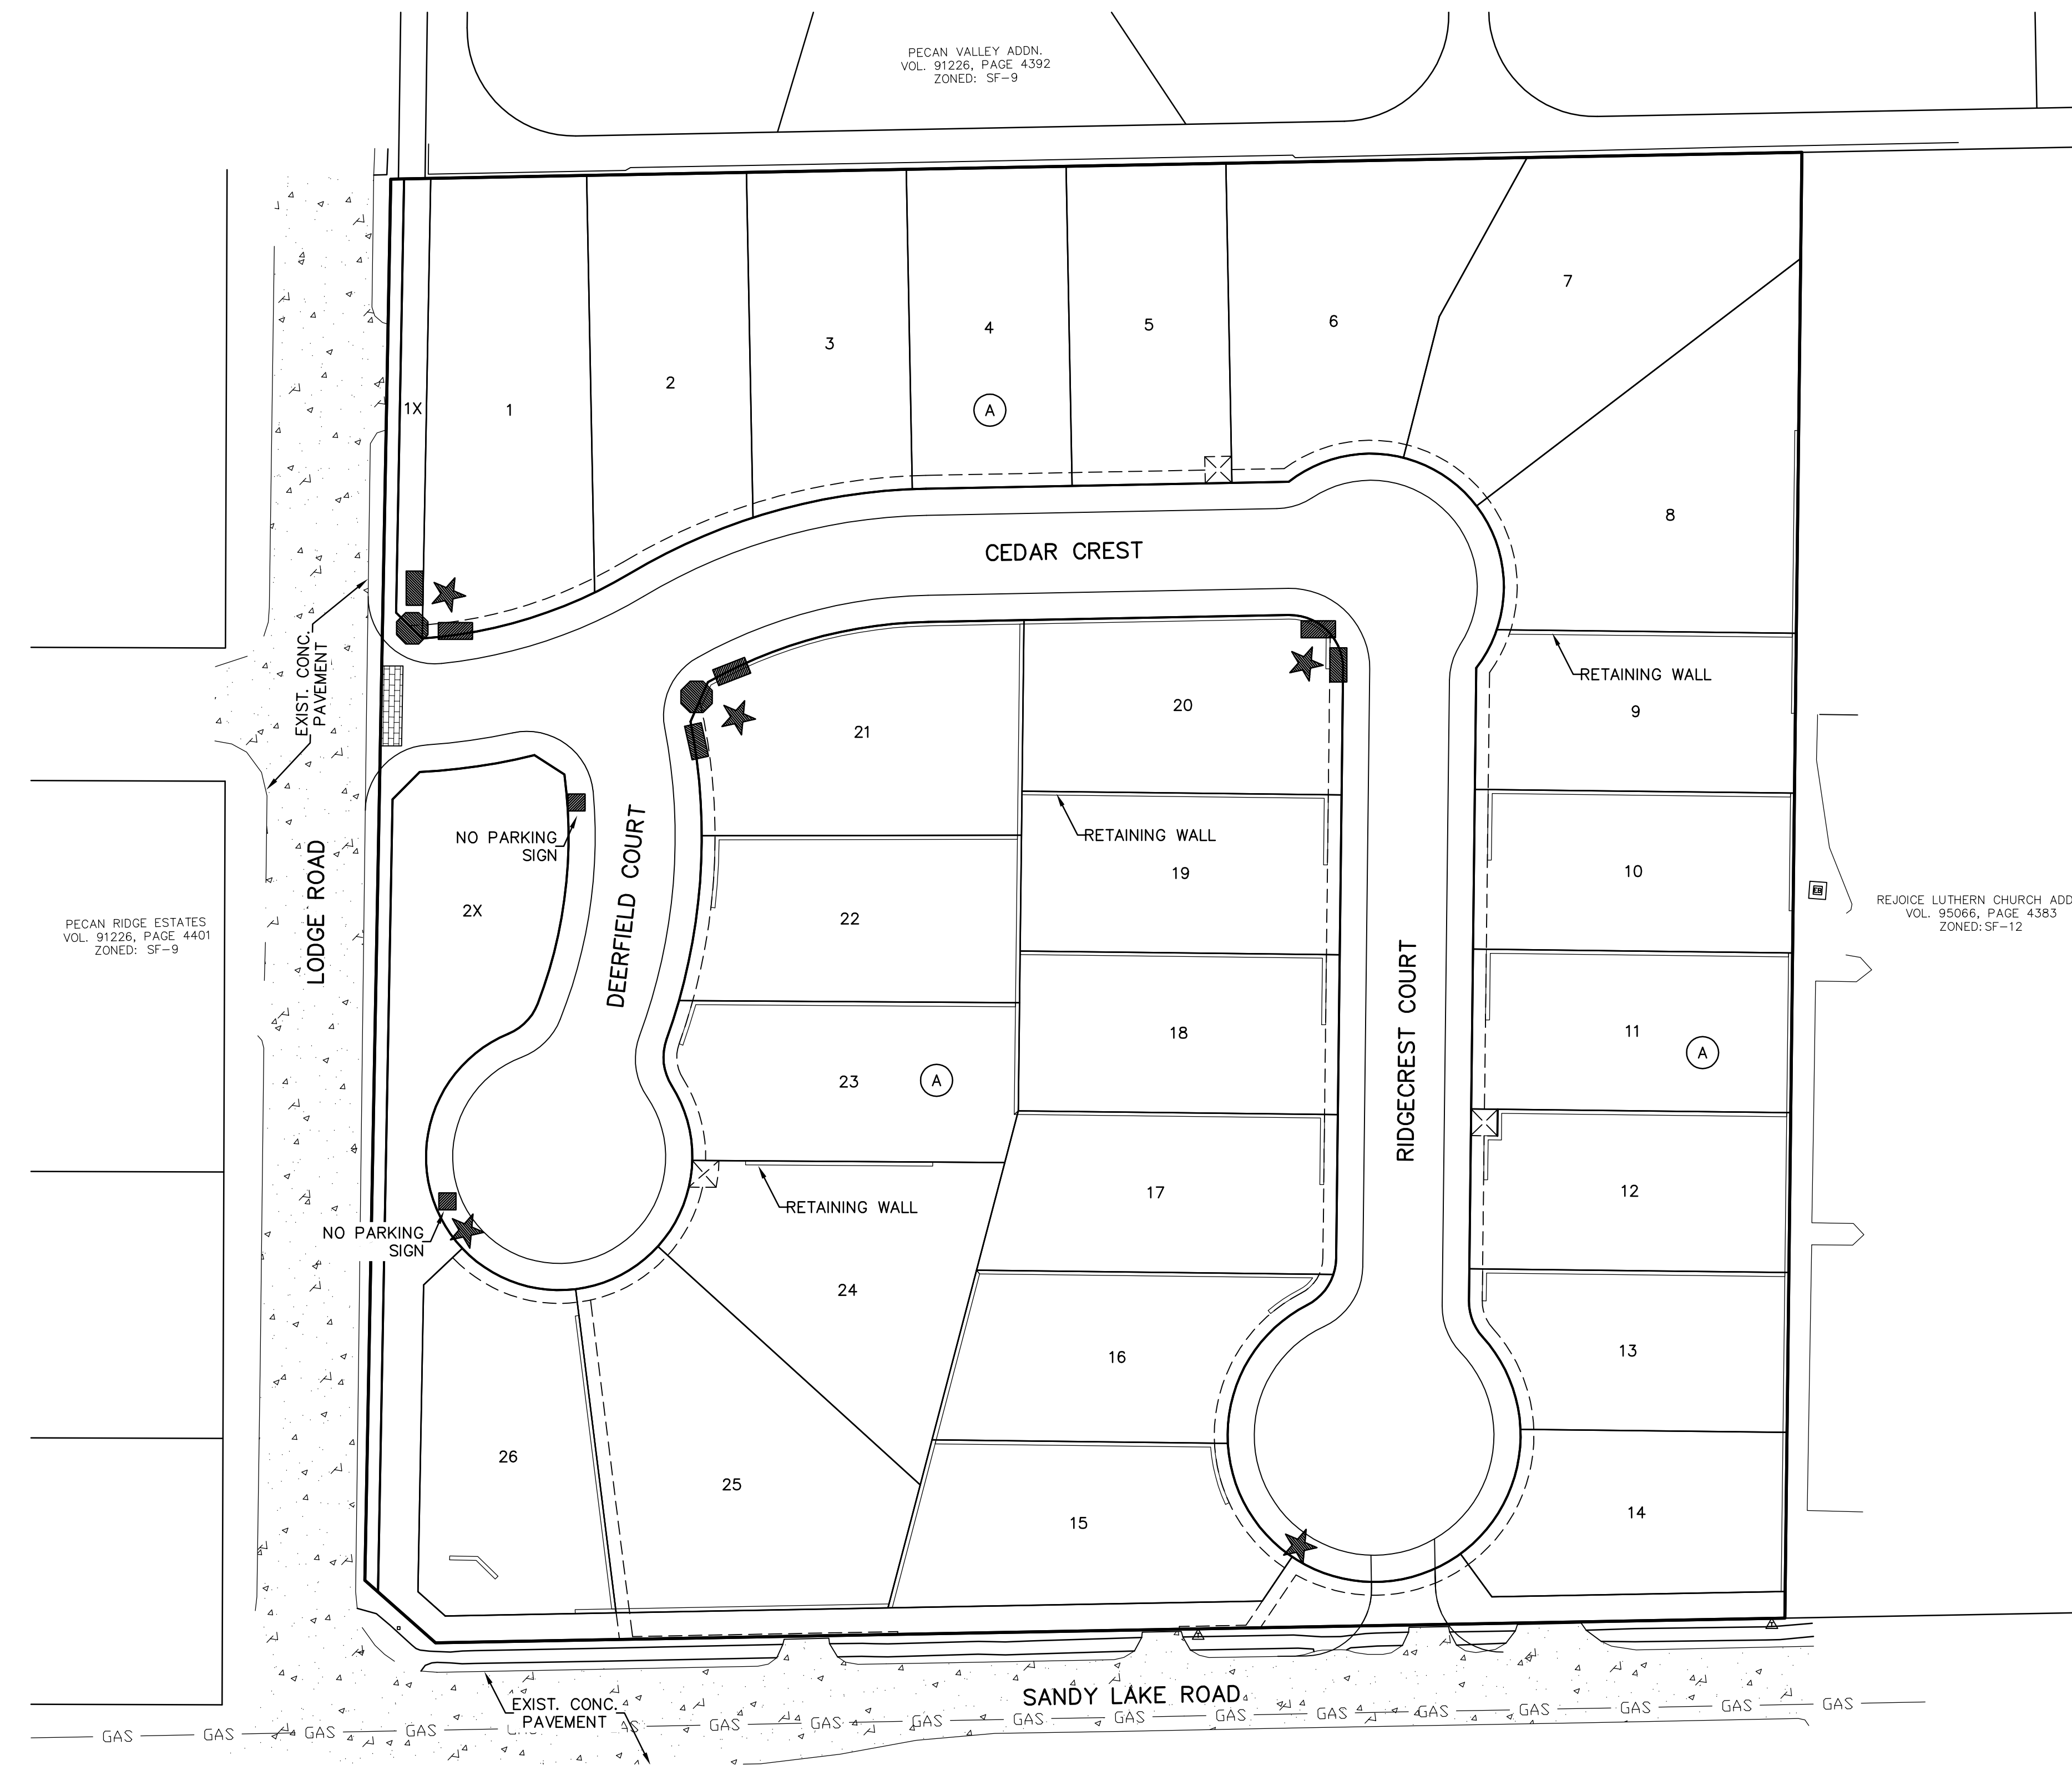 PECAN VALLEY ADDN.
VOL. 91226, PAGE 4392
ZONED: SF-9
7
6
5
4
3
2
1
1X
A
8
CEDAR CREST
EXIST. CONC.
PAVEMENT
RETAINING WALL
9
20
21
NO PARKING
SIGN
RETAINING WALL
19
10
EB
REJOICE LUTHERN CHURCH ADD
VOL. 95066, PAGE 4383
ZONED: SF-12
PECAN RIDGE ESTATES
VOL. 91226, PAGE 4401
ZONED: SF-9
LODGE ROAD
2X
DEERFIELD COURT
22
18
RIDGECREST COURT
11
A
23
A
17
12
RETAINING WALL
NO PARKING
SIGN
24
16
13
26
25
15
14
SANDY LAKE ROAD
EXIST. CONC.
PAVEMENT
GAS GAS GAS GAS GAS GAS GAS GAS GAS GAS GAS GAS GAS GAS GAS GAS GAS